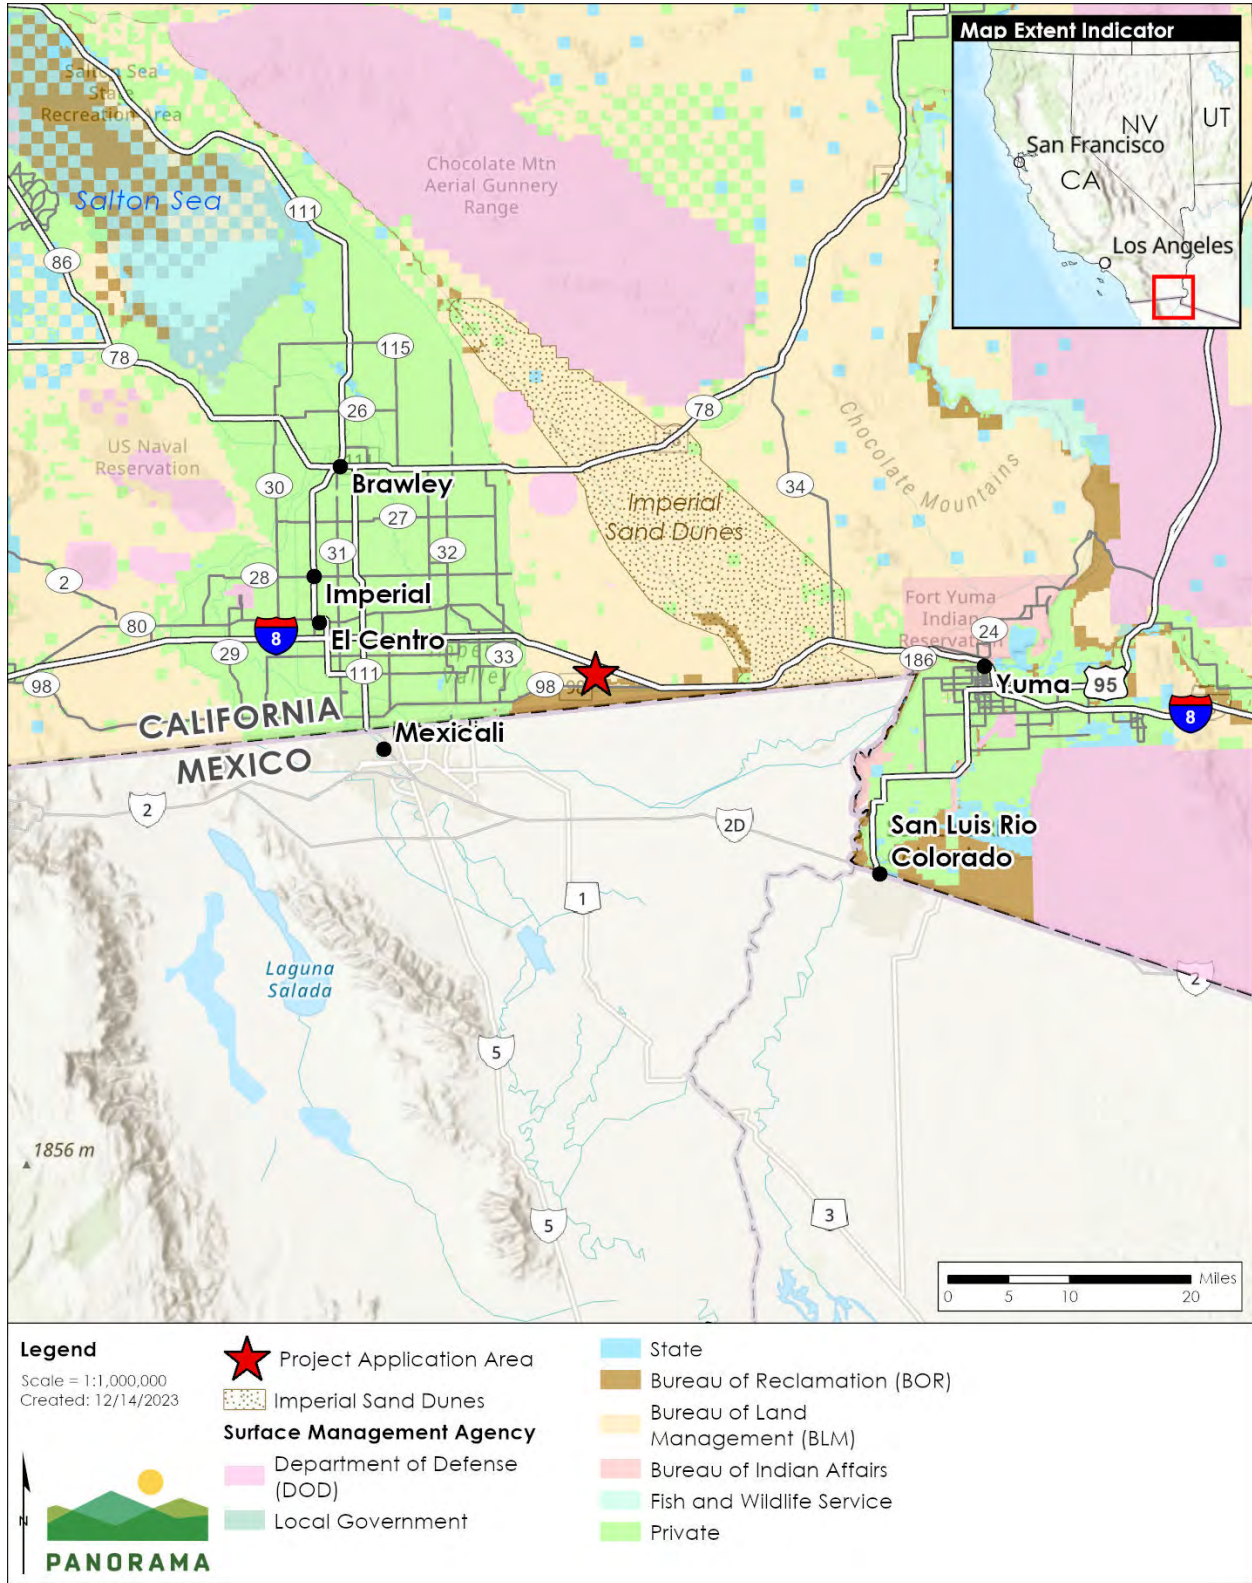 Map Extent Indicator
NV
UT
San Francisco
CA
Los Angeles
Salton Sea
State
Recreation Area
Chocolate Mtn
Aerial Gunnery
Range
Salton Sea
111
86
78
115
26
78
US Naval
Reservation
Brawley
30
27
Imperial
Sand Dunes
34
Chocolate Mountains
31
32
2
28
Imperial
Fort Yuma
Indian
Reservation
80
8
El Centro
24
29
33
186
98
111
Valley
98
Yuma
95
8
CALIFORNIA
MEXICO
Mexicali
2
2D
San Luis Rio
Colorado
1
Laguna
Salada
2
5
1856 m
5
3
Miles
0
5
10
20
Legend
Scale = 1:1,000,000
Created: 12/14/2023
N
PANORAMA
Project Application Area
Imperial Sand Dunes
Surface Management Agency
Department of Defense
(DOD)
Local Government
State
Bureau of Reclamation (BOR)
Bureau of Land
Management (BLM)
Bureau of Indian Affairs
Fish and Wildlife Service
Private